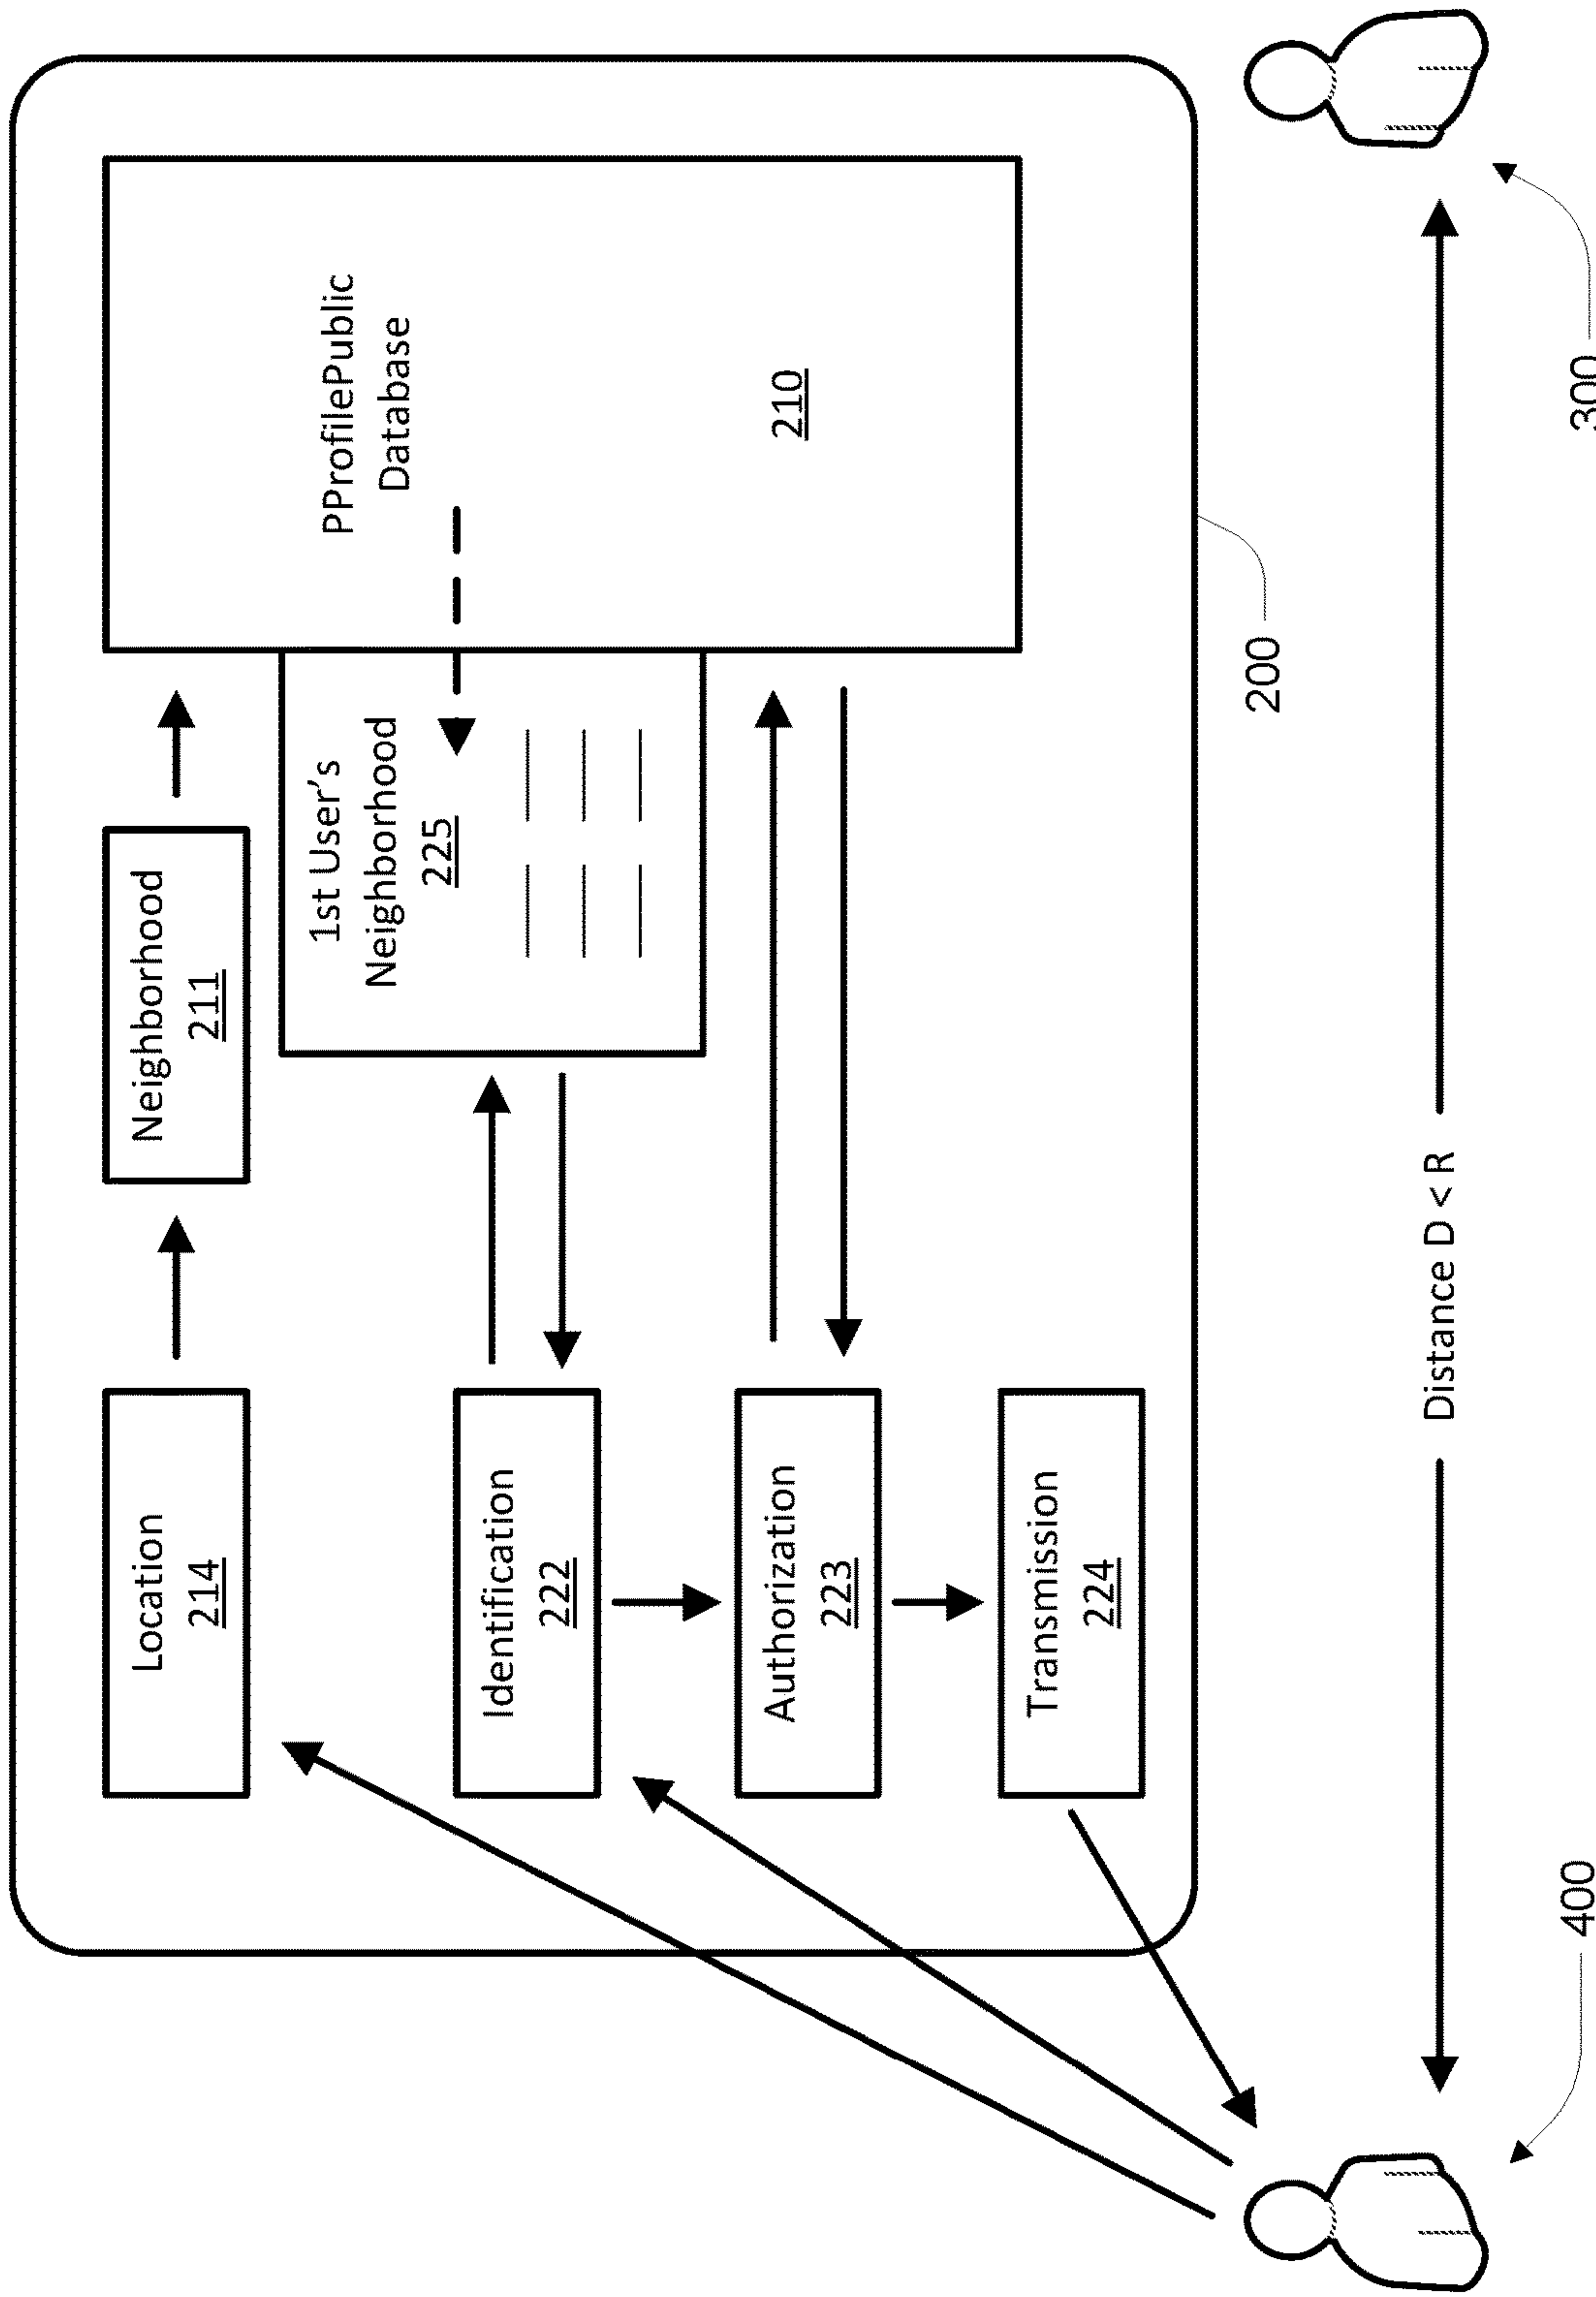 Location
214
Neighborhood
211
PProfilePublic
Database
210
1st User's
Neighborhood
225
Identification
222
Authorization
223
Transmission
224
200
Distance D < R
400
300